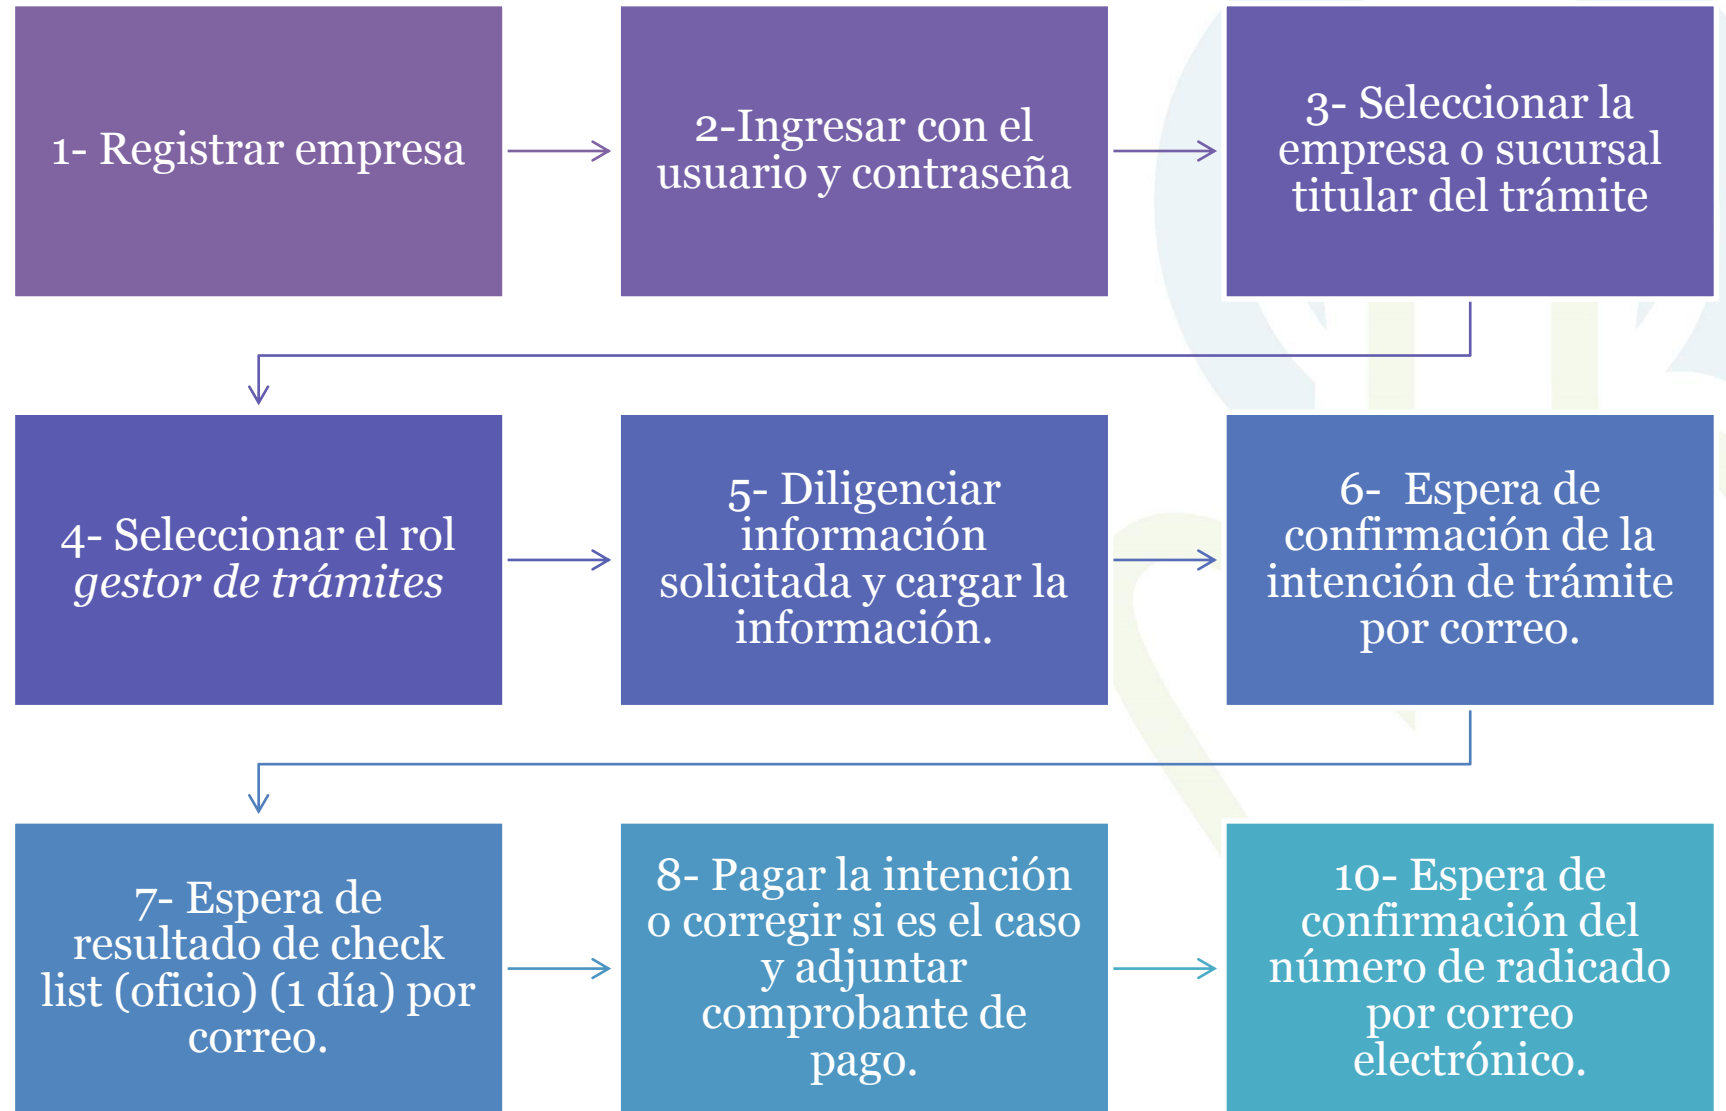 1- Registrar empresa
2-Ingresar con el
usuario y contraseña
3- Seleccionar la
empresa o sucursal
titular del trámite
4- Seleccionar el rol
gestor de trámites
5- Diligenciar
información
solicitada y cargar la
información.
6-  Espera de
confirmación de la
intención de trámite
por correo.
7- Espera de
resultado de check
list (oficio) (1 día) por
correo.
8- Pagar la intención
o corregir si es el caso
y adjuntar
comprobante de
pago.
10- Espera de
confirmación del
número de radicado
por correo
electrónico.